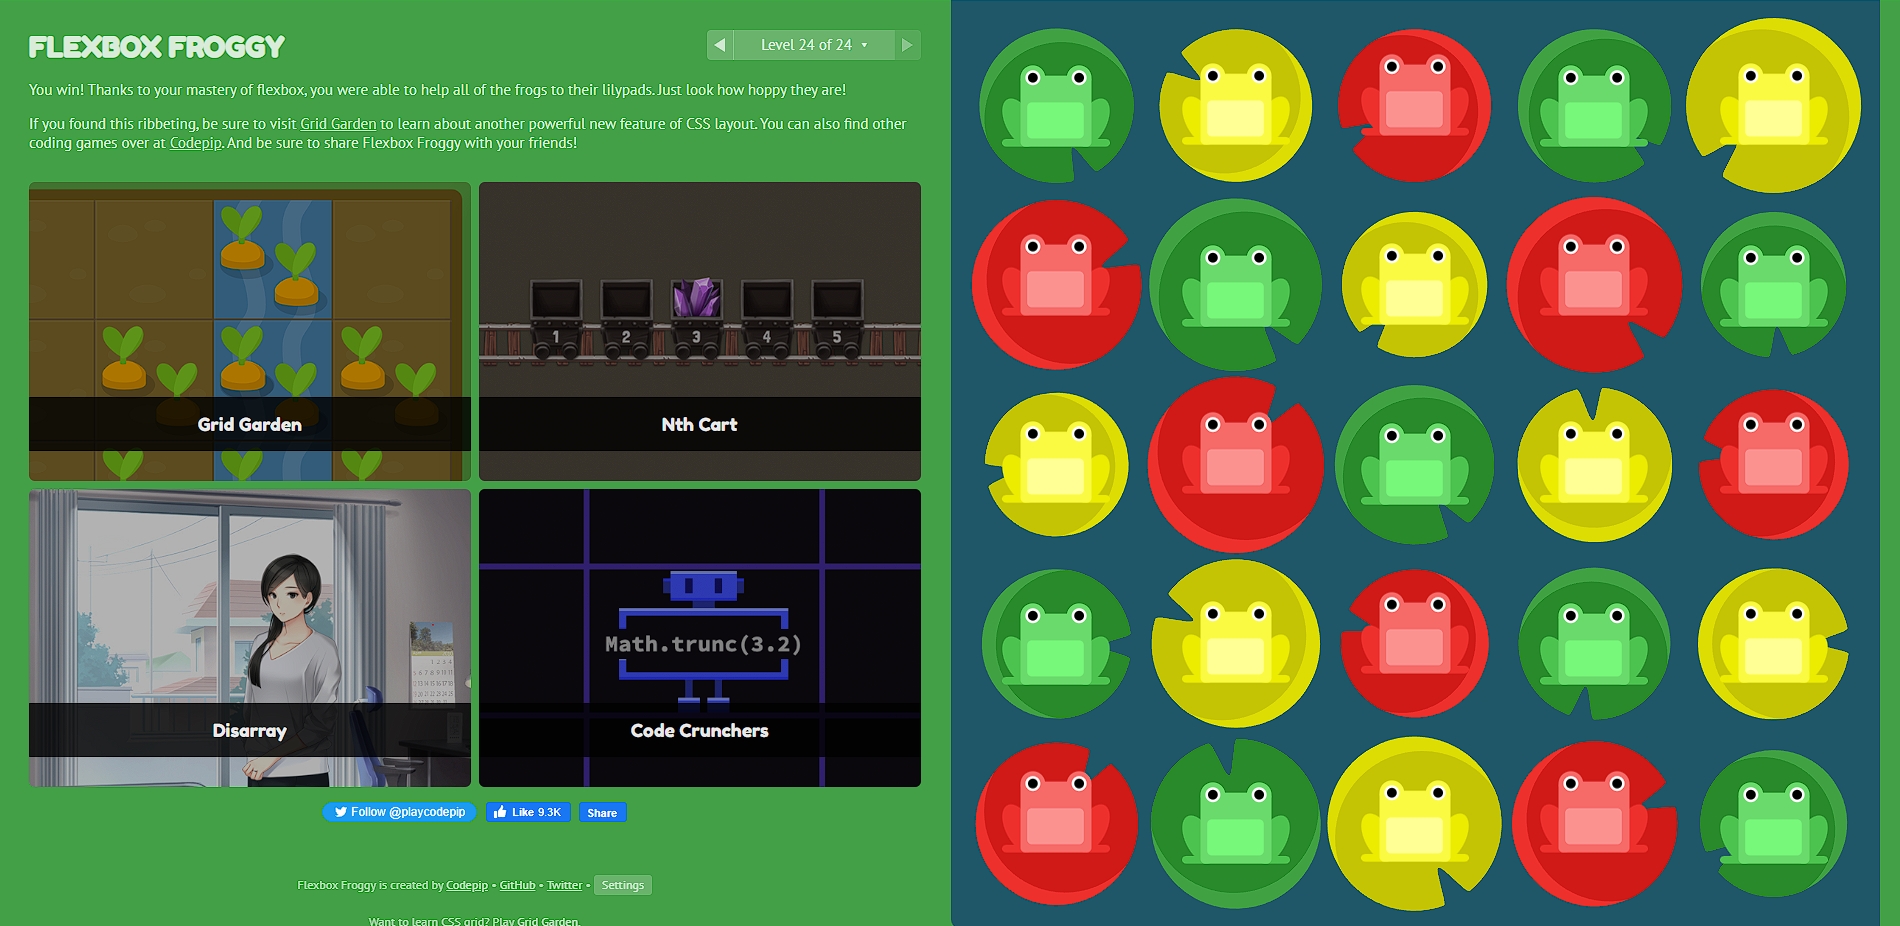 FLEXBOX FROGGY
Level 24 of 24
You win! Thanks to your mastery of flexbox, you were able to help all of the frogs to their lilypads. Just look how hoppy they are!
If you found this ribbeting, be sure to visit Grid Garden to learn about another powerful new feature of CSS layout. You can also find other
coding games over at Codepip. And be sure to share Flexbox Froggy with your friends!
Grid Garden
1 2 3 4 5
Nth Cart
Disarray
Math.trunc(3.2)
Code Crunchers
Follow @playcodepip
Like 9.3K
Share
Flexbox Froggy is created by Codepip • GitHub • Twitter • Settings
Want to learn CSS grid? Play Grid Garden.